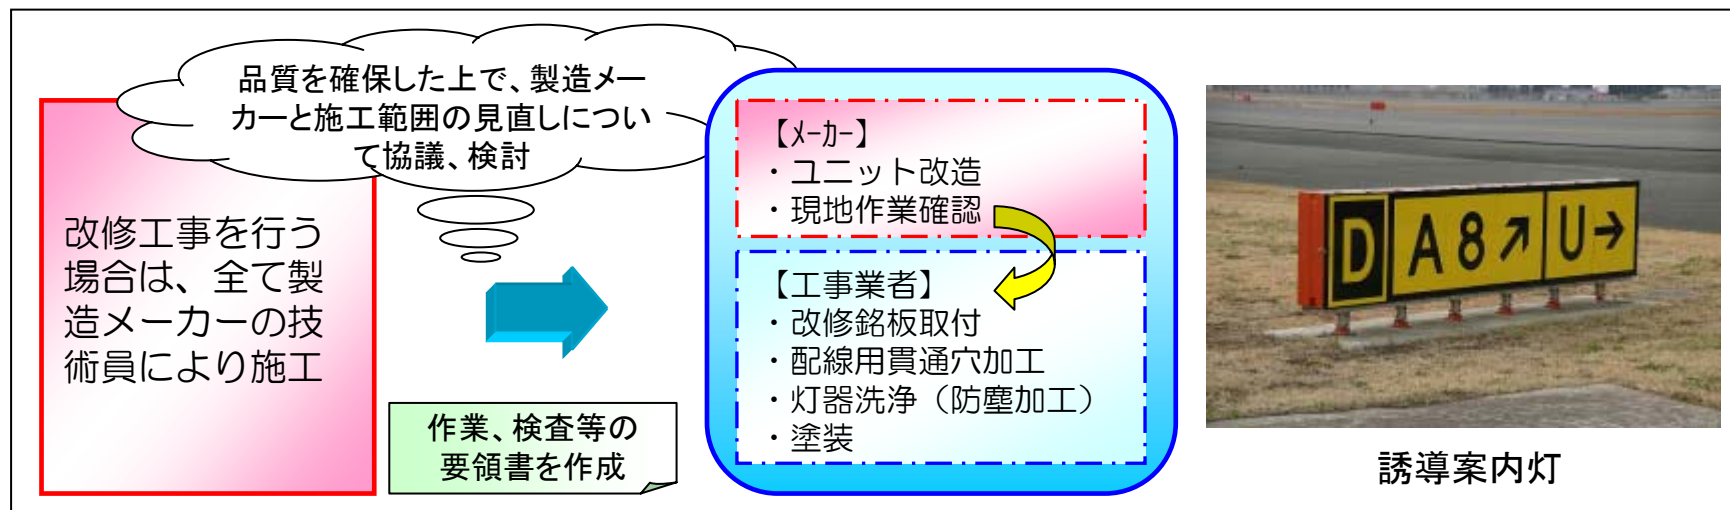 品質を確保した上で、製造メー
カーと施工範囲の見直しについ
て協議、検討
改修工事を行う
場合は、全て製
造メーカーの技
術員により施工
作業、検査等の
要領書を作成
【ﾒｰｶｰ】
・ユニット改造
・現地作業確認
【工事業者】
・改修銘板取付
・配線用貫通穴加工
・灯器洗浄（防塵加工）
・塗装
D A8↗ U→
誘導案内灯